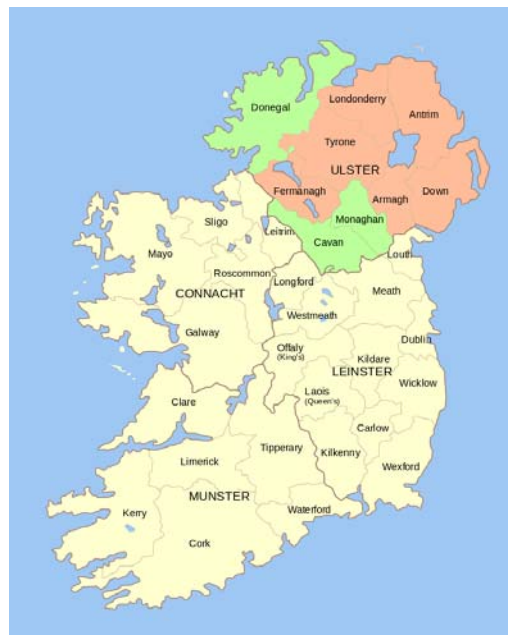 Donegal
Londonderry
Antrim
Tyrone
ULSTER
Fermanagh
Armagh
Down
Monaghan
Cavan
Sligo
Leitrim
Louth
Mayo
Roscommon
Longford
Meath
CONNACHT
Westmeath
Galway
Dublin
Offaly
(King's)
Kildare
LEINSTER
Laois
(Queen's)
Wicklow
Clare
Carlow
Tipperary
Kilkenny
Limerick
Wexford
MUNSTER
Waterford
Kerry
Cork